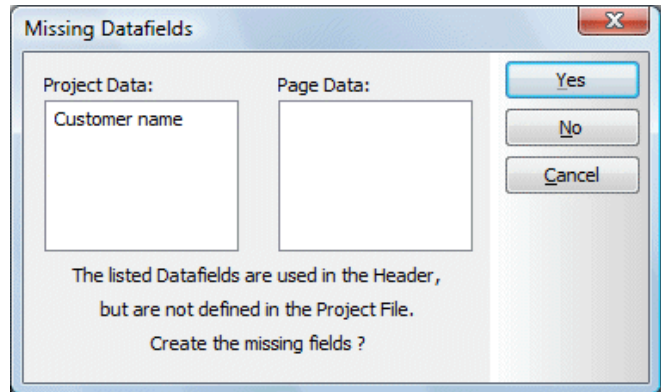 Missing Datafields
Project Data:
Page Data:
Customer name
Yes
No
Cancel
The listed Datafields are used in the Header,
but are not defined in the Project File.
Create the missing fields ?